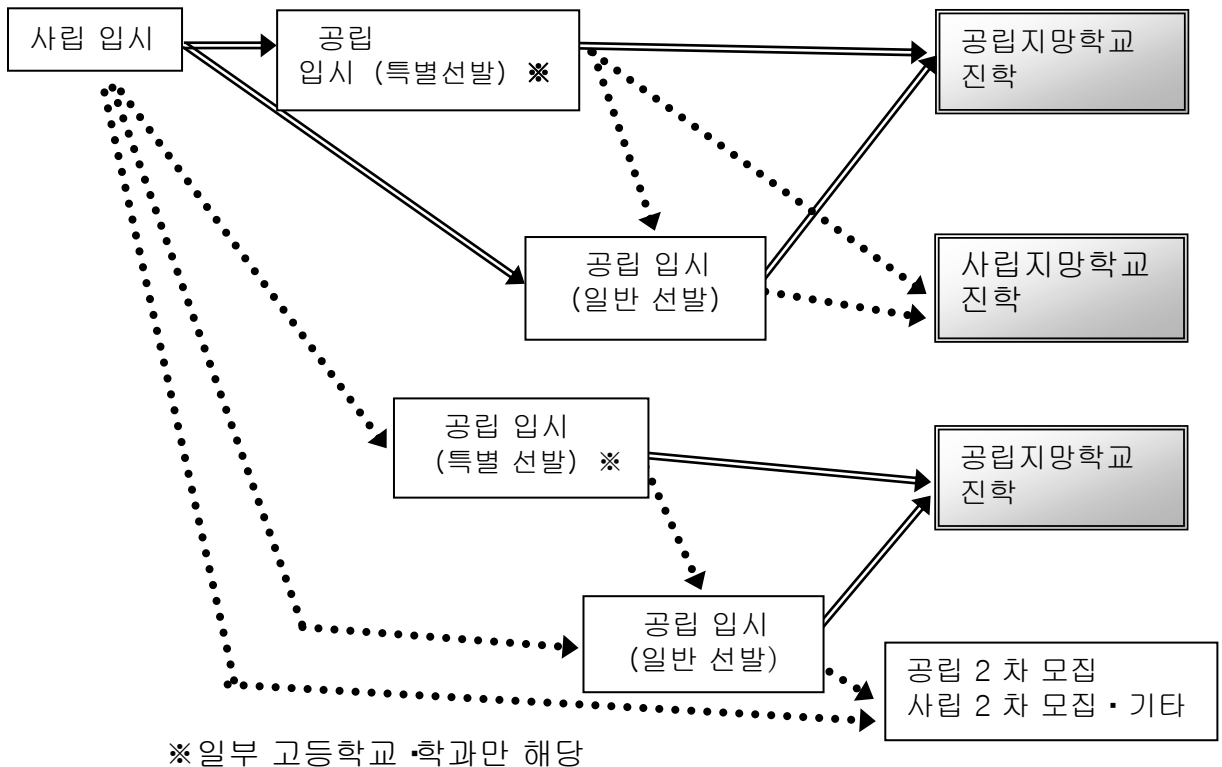 사립 입시
공립
입시 (특별선발) ※
공립지망학교
진학
공립 입시
(일반 선발)
사립지망학교
진학
공립 입시
(특별 선발) ※
공립지망학교
진학
공립 입시
(일반 선발)
공립 2 차 모집
사립 2 차 모집・기타
※일부 고등학교・학과만 해당